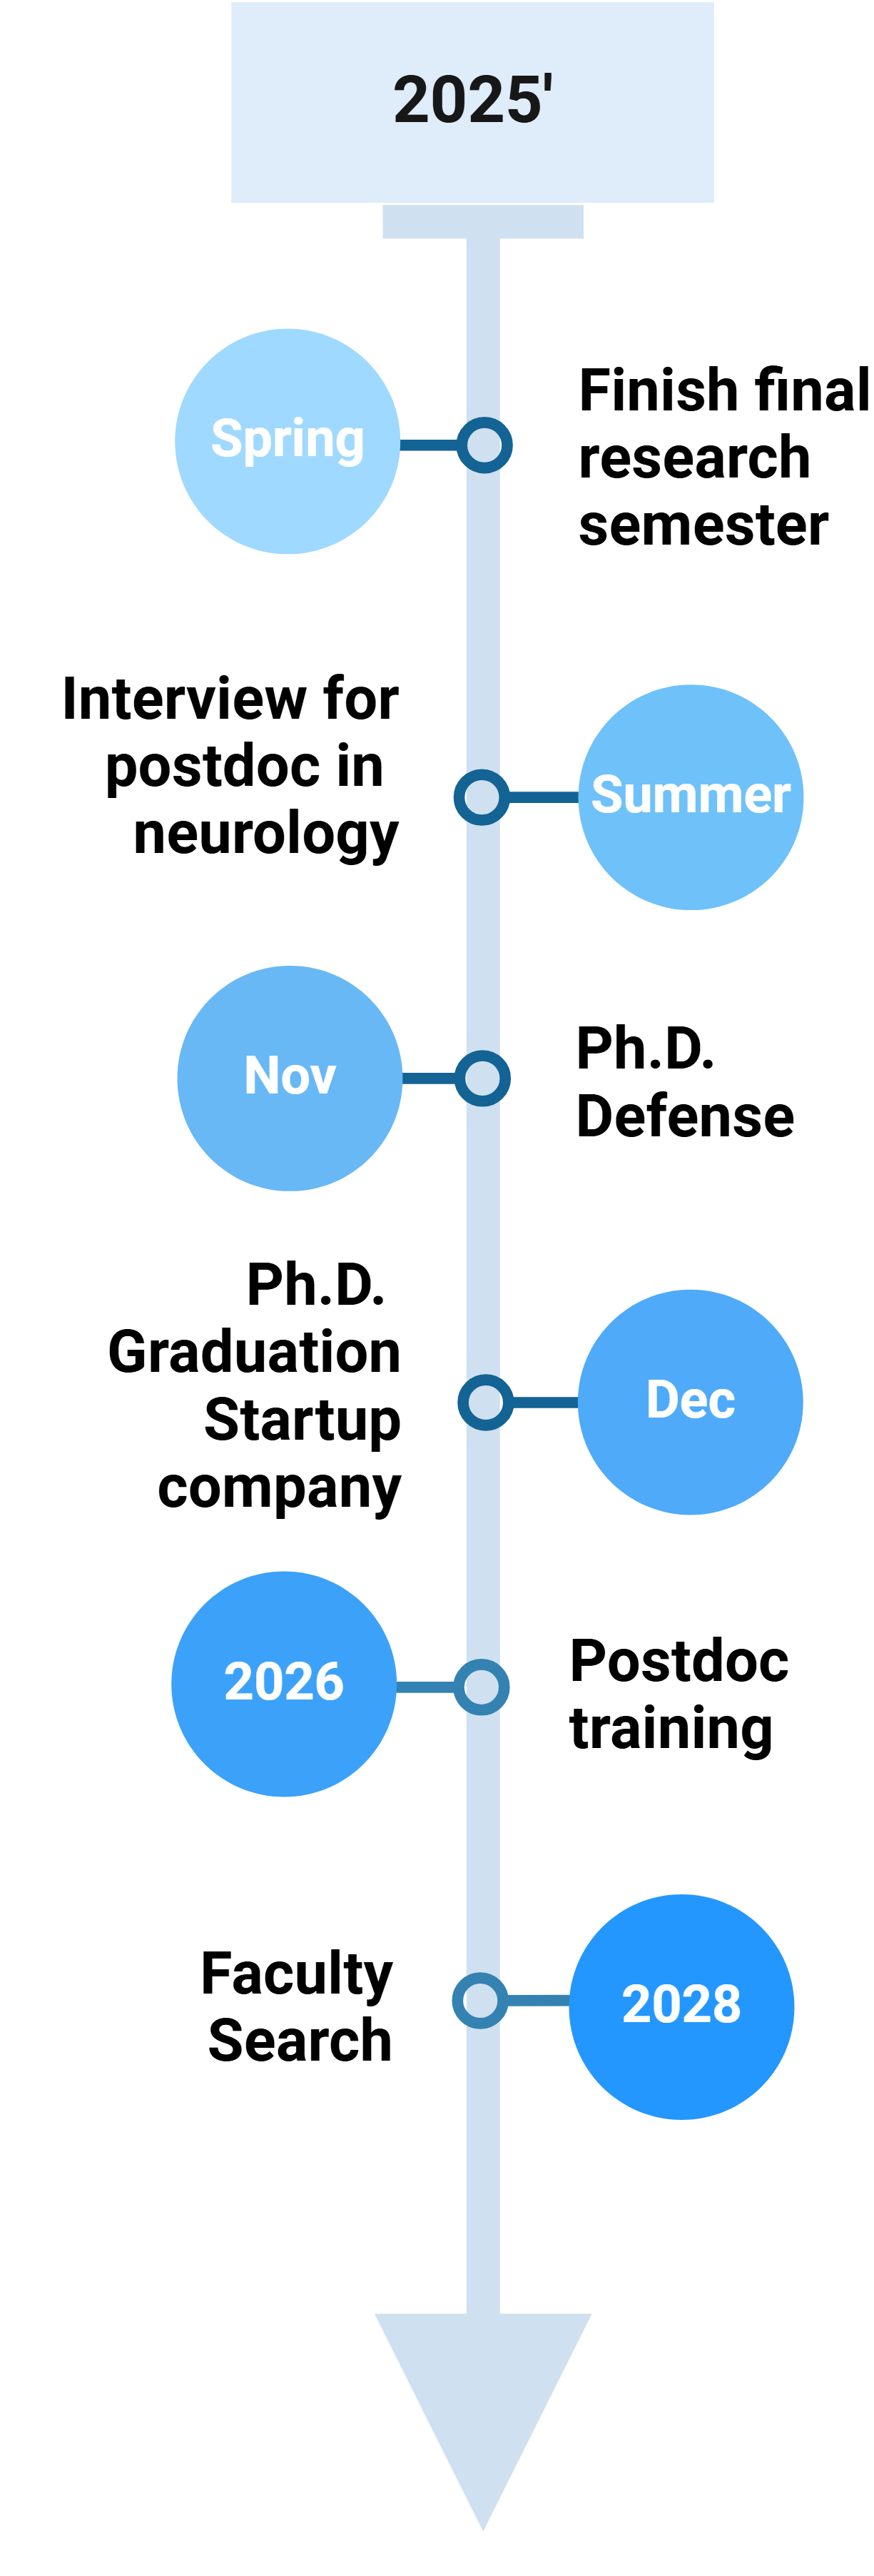 2025'
Spring
Finish final
research
semester
Interview for
postdoc in
neurology
Summer
Nov
Ph.D.
Defense
Ph.D.
Graduation
Startup
company
Dec
2026
Postdoc
training
Faculty
Search
2028